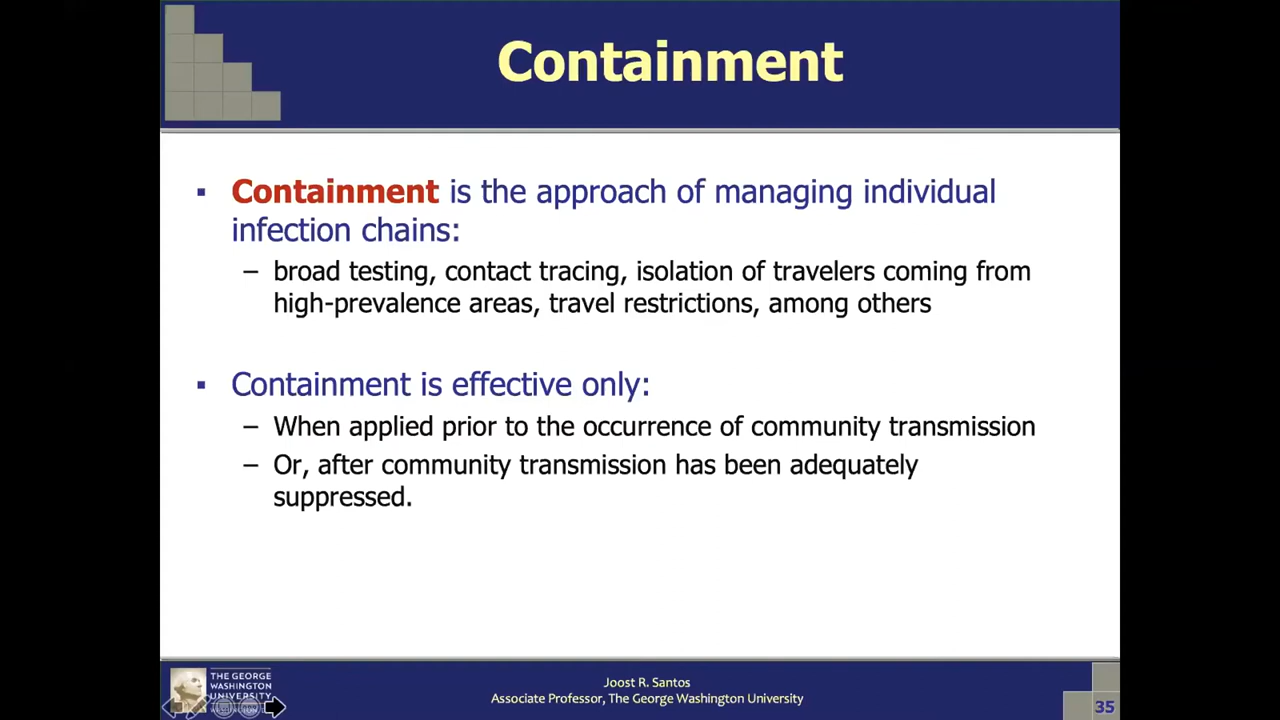 Containment
▪ Containment is the approach of managing individual
infection chains:
– broad testing, contact tracing, isolation of travelers coming from
high-prevalence areas, travel restrictions, among others
▪ Containment is effective only:
– When applied prior to the occurrence of community transmission
– Or, after community transmission has been adequately
suppressed.
THE GEORGE
WASHINGTON
UNIVERSITY
Joost R. Santos
Associate Professor, The George Washington University
35